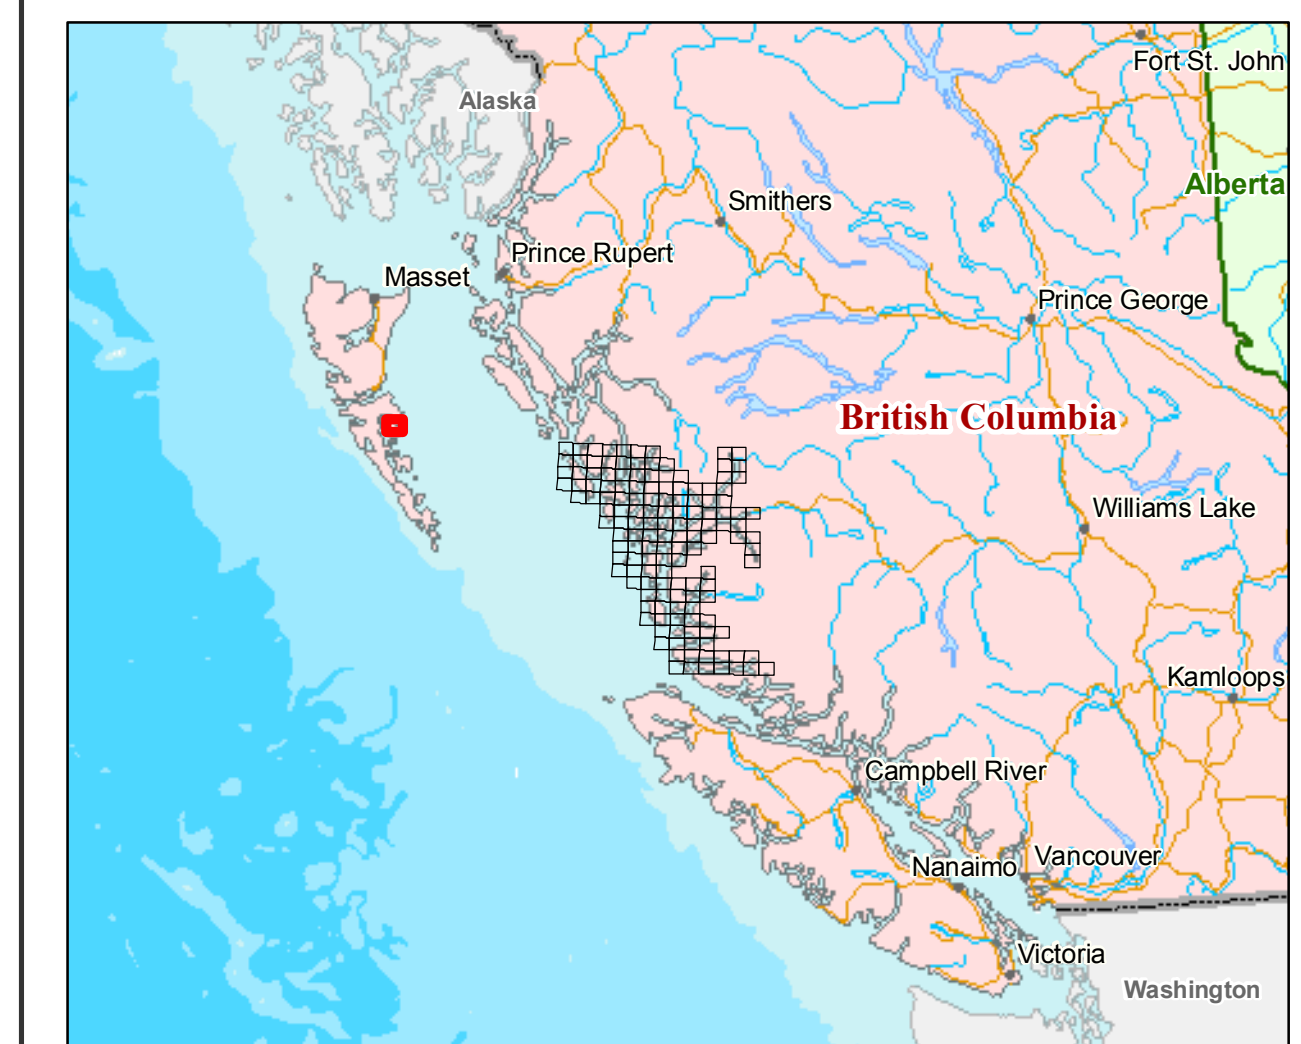 Fort St. John
Alaska
Alberta
Smithers
Prince Rupert
Masset
Prince George
British Columbia
Williams Lake
Kamloops
Campbell River
Vancouver
Nanaimo
Victoria
Washington